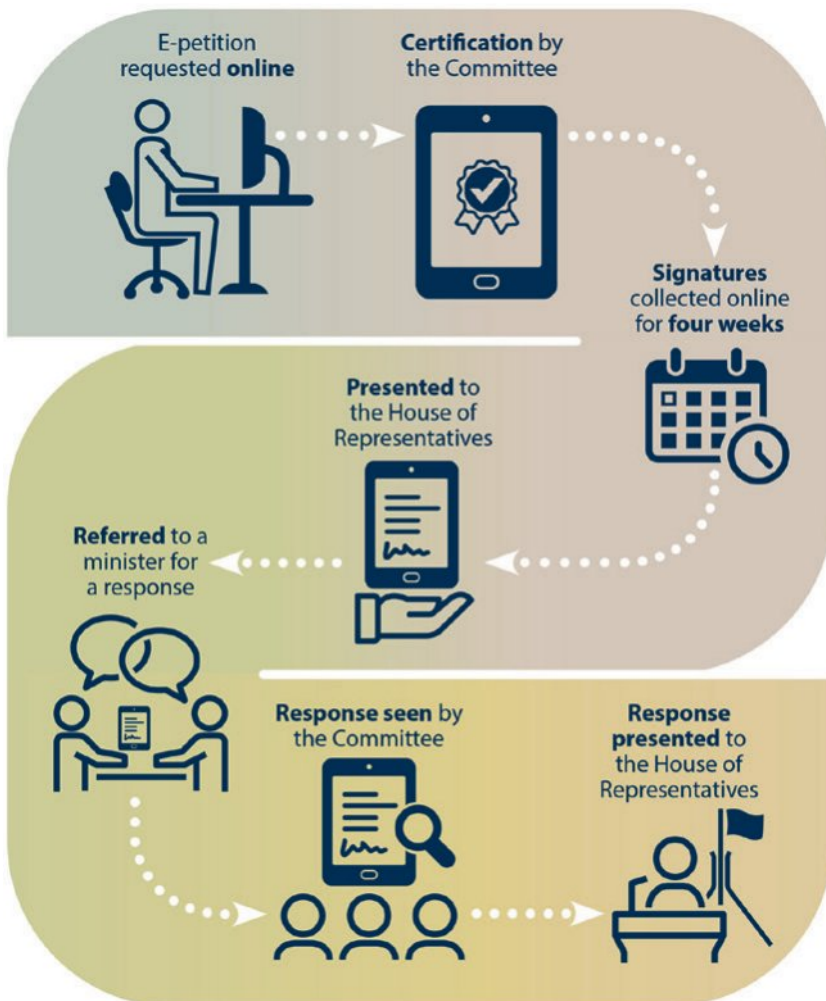 E-petition
requested online
Certification by
the Committee
Signatures
collected online
for four weeks
Presented to
the House of
Representatives
Referred to a
minister for
a response
Response seen by
the Committee
Response
presented to
the House of
Representatives